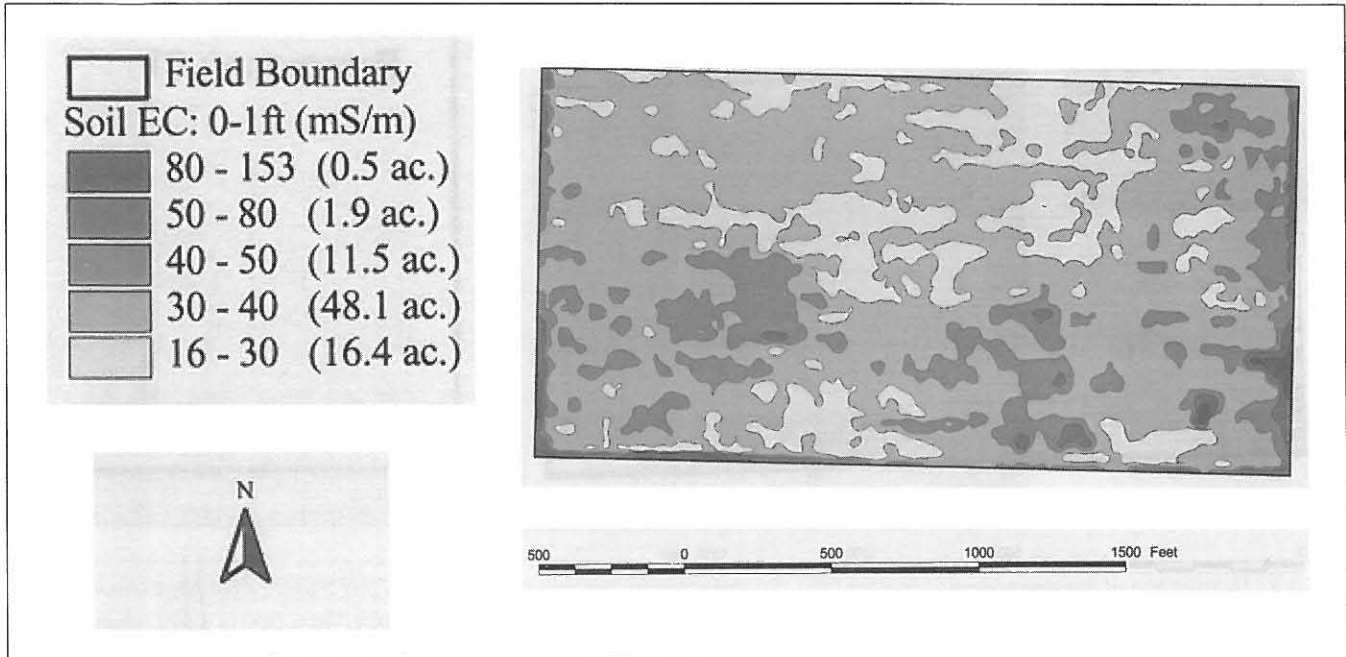 Field Boundary
Soil EC: 0-1ft (mS/m)
80 - 153 (0.5 ac.)
50 - 80 (1.9 ac.)
40 - 50 (11.5 ac.)
30 - 40 (48.1 ac.)
16 - 30 (16.4 ac.)
N
500 0 500 1000 1500 Feet